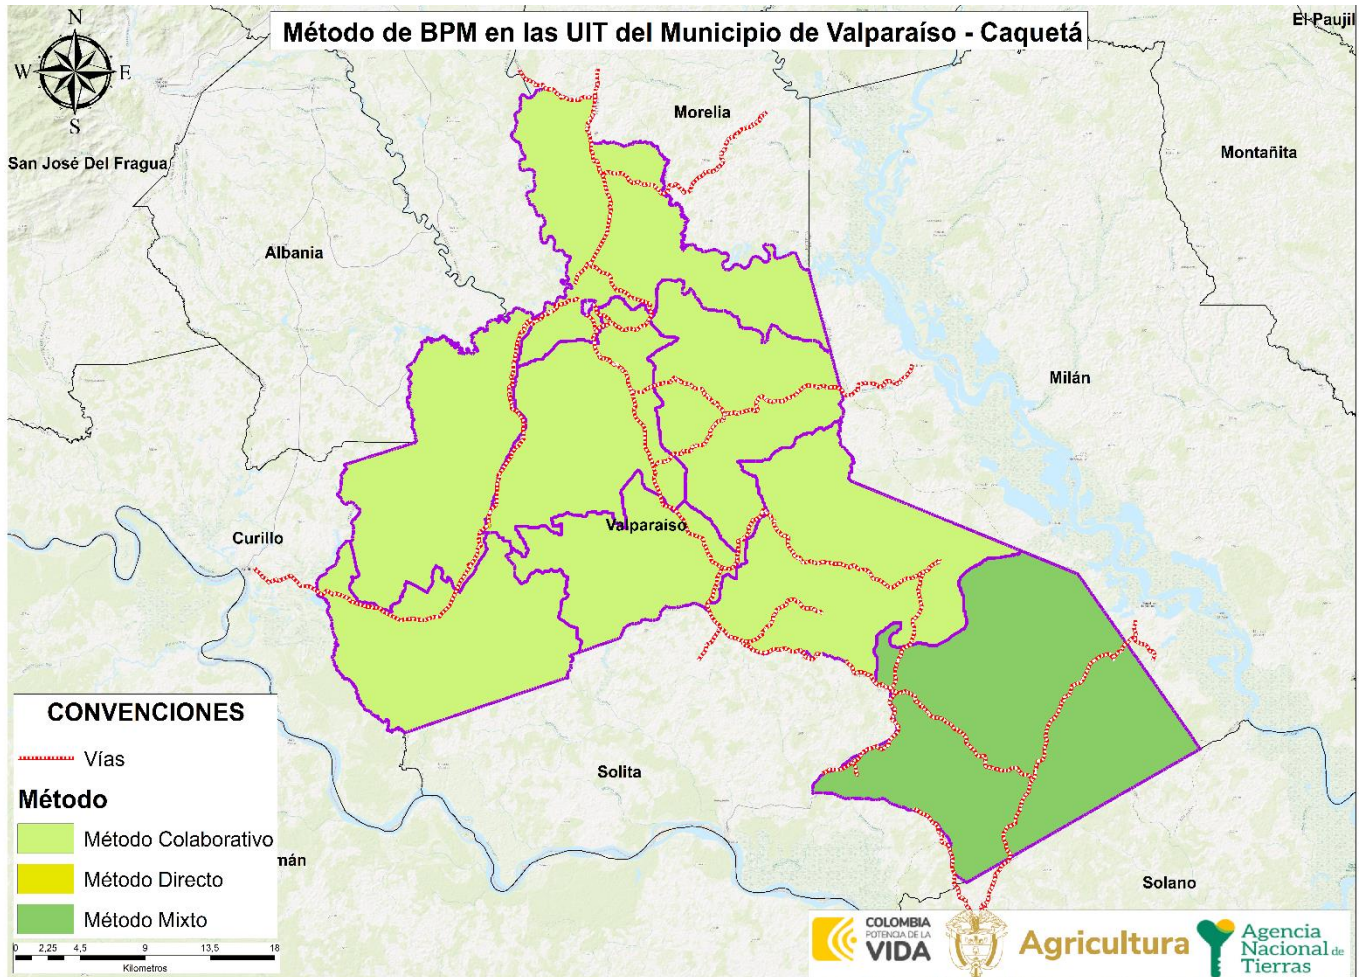 Método de BPM en las UIT del Municipio de Valparaíso - Caquetá
N
W
E
S
El Paujil
Morelia
San José Del Fragua
Montañita
Albania
Milán
Valparaisó
Curillo
Solita
mán
Solano
CONVENCIONES
Vías
Método
Método Colaborativo
Método Directo
Método Mixto
0 2,25 4,5 9 13,5 18
Kilometros
COLOMBIA
POTENCIA DE LA
VIDA
Agricultura
Agencia
Nacional de
Tierras